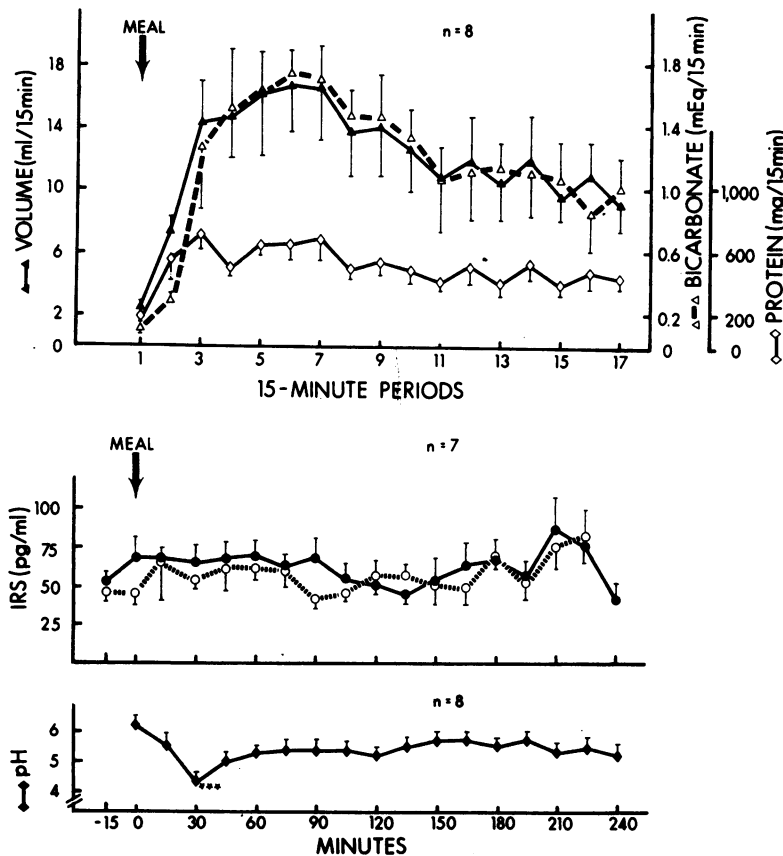 MEAL
n = 8
VOLUME (ml/15min)
18
14
10
6
2
0
1.8
1.4
1.0
0.6
0.2
0
BICARBONATE (mEq/15 min)
1,000
600
200
0
PROTEIN (mg/15min)
1 3 5 7 9 11 13 15 17
15-MINUTE PERIODS
MEAL
n = 7
IRS (pg/ml)
100
75
50
25
n = 8
pH
6
5
4
***
-15 0 30 60 90 120 150 180 210 240
MINUTES